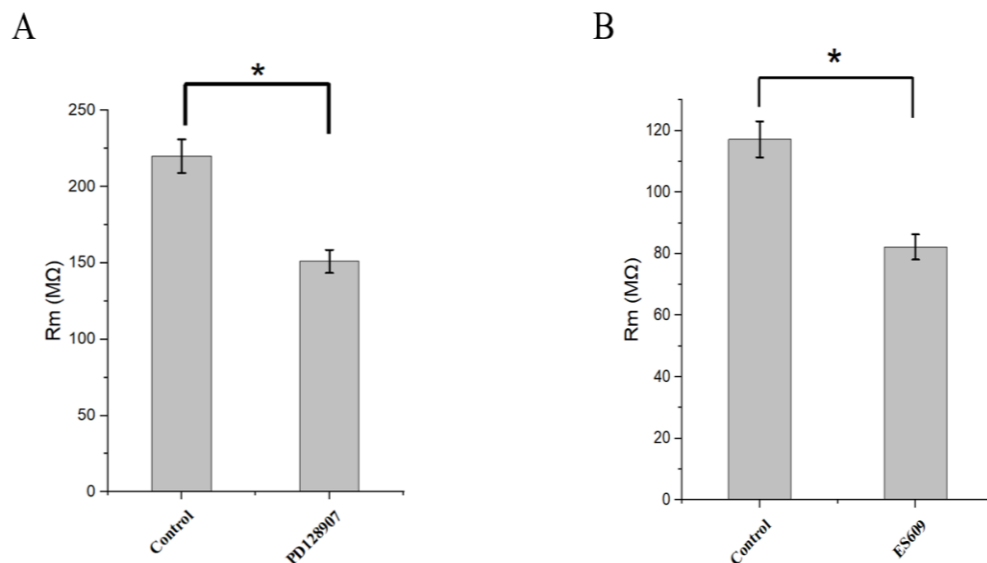 A
*
250
200
150
100
50
0
Rm (MΩ)
Control
PD128907
B
*
120
100
80
60
40
20
0
Rm (MΩ)
Control
ES609